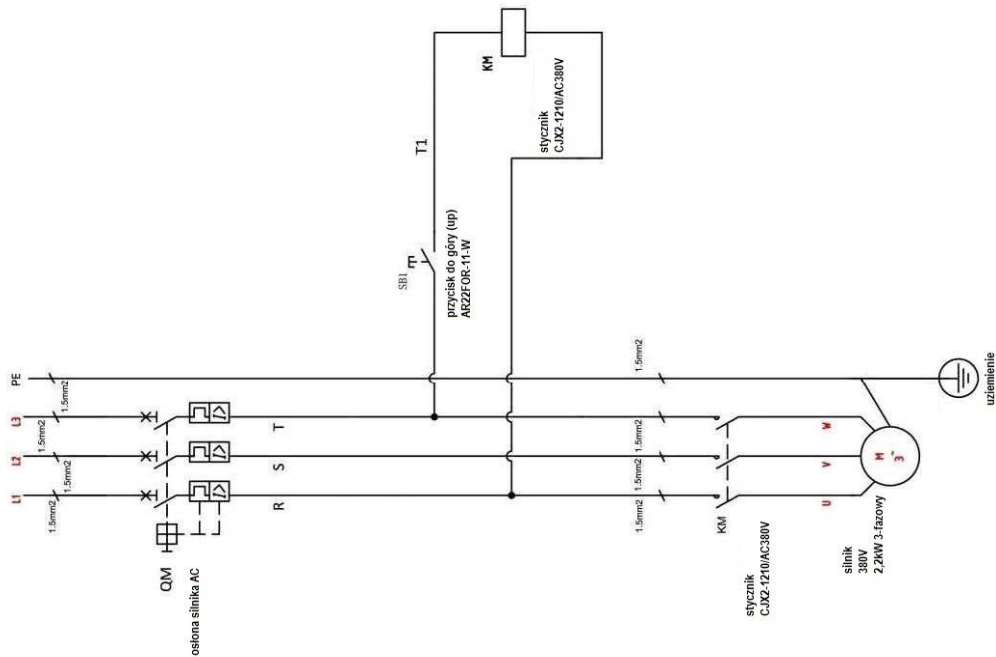 PE
L3
L2
L1
1.5mm2
1.5mm2
1.5mm2
1.5mm2
QM
osłona silnika AC
T
S
R
SB1
przycisk do góry (up)
AR22FOR-11-W
T1
KM
stycznik
CJX2-1210/AC380V
1.5mm2
1.5mm2
1.5mm2
1.5mm2
KM
stycznik
CJX2-1210/AC380V
W
V
U
M
3~
silnik
380V
2,2kW 3-fazowy
uziemienie